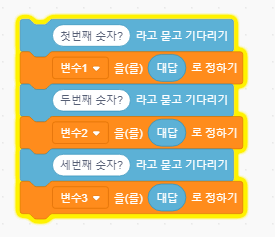 첫번째 숫자? 라고 묻고 기다리기
변수1 을(를) 대답 로 정하기
두번째 숫자? 라고 묻고 기다리기
변수2 을(를) 대답 로 정하기
세번째 숫자? 라고 묻고 기다리기
변수3 을(를) 대답 로 정하기